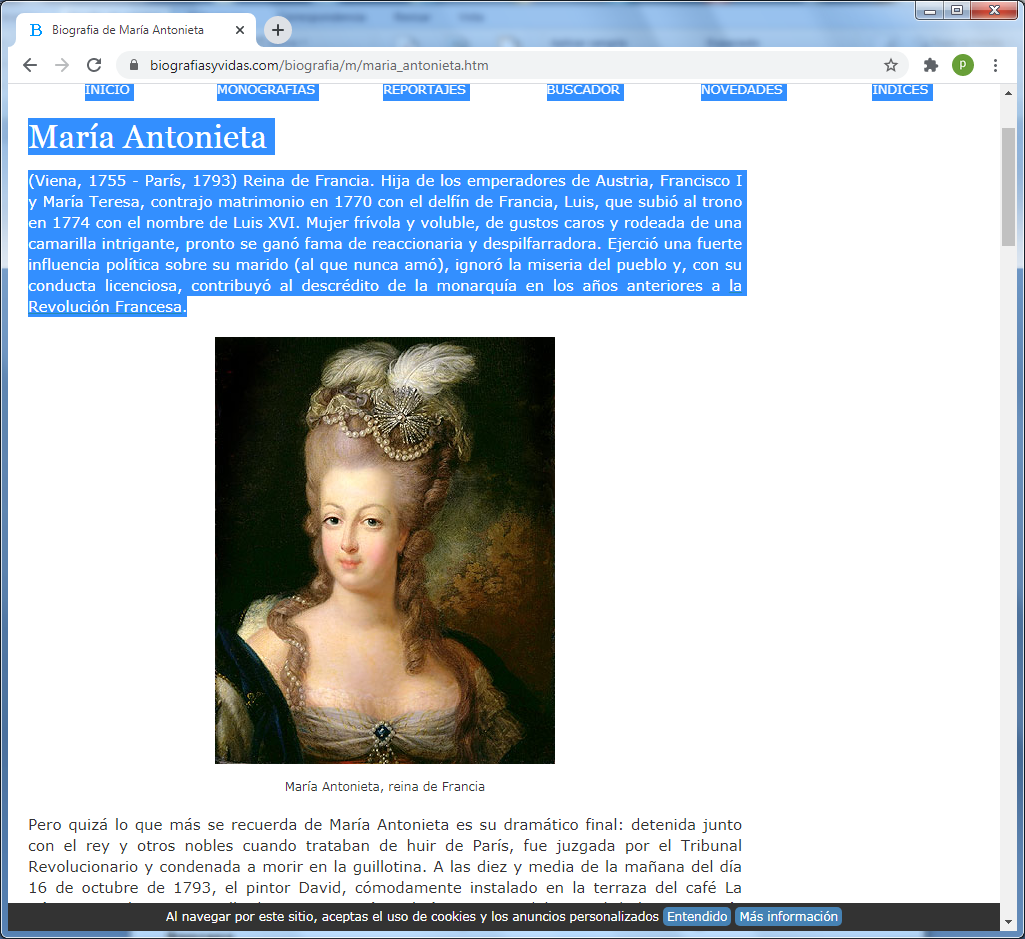 Biografia de María Antonieta
biografiasyvidas.com/biografia/m/maria_antonieta.htm
p
INICIO MONOGRAFÍAS REPORTAJES BUSCADOR NOVEDADES ÍNDICES
María Antonieta
(Viena, 1755 - París, 1793) Reina de Francia. Hija de los emperadores de Austria, Francisco I
y María Teresa, contrajo matrimonio en 1770 con el delfín de Francia, Luis, que subió al trono
en 1774 con el nombre de Luis XVI. Mujer frívola y voluble, de gustos caros y rodeada de una
camarilla intrigante, pronto se ganó fama de reaccionaria y despilfarradora. Ejerció una fuerte
influencia política sobre su marido (al que nunca amó), ignoró la miseria del pueblo y, con su
conducta licenciosa, contribuyó al descrédito de la monarquía en los años anteriores a la
Revolución Francesa.
María Antonieta, reina de Francia
Pero quizá lo que más se recuerda de María Antonieta es su dramático final: detenida junto
con el rey y otros nobles cuando trataban de huir de París, fue juzgada por el Tribunal
Revolucionario y condenada a morir en la guillotina. A las diez y media de la mañana del día
16 de octubre de 1793, el pintor David, cómodamente instalado en la terraza del café La
Al navegar por este sitio, aceptas el uso de cookies y los anuncios personalizados Entendido Más información